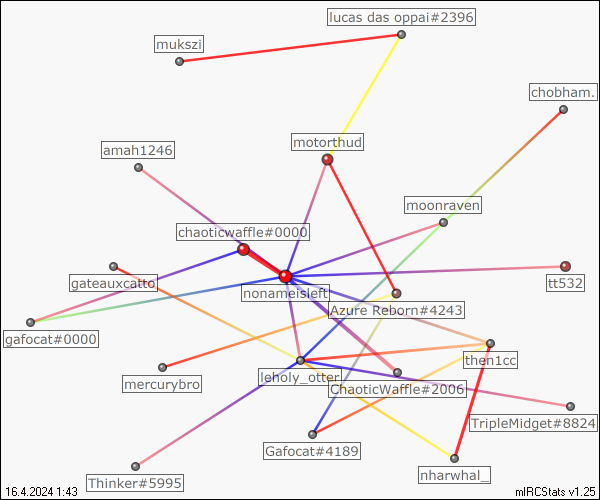 lucas das oppai#2396
mukszi
chobham.
motorthud
amah1246
moonraven
chaoticwaffle#0000
gateauxcatto
tt532
nonameisleft
Azure Reborn#4243
gafocat#0000
then1cc
leholy_otter
mercurybro
ChaoticWaffle#2006
TripleMidget#8824
Gafocat#4189
nharwhal_
Thinker#5995
16.4.2024 1:43
mIRCStats v1.25